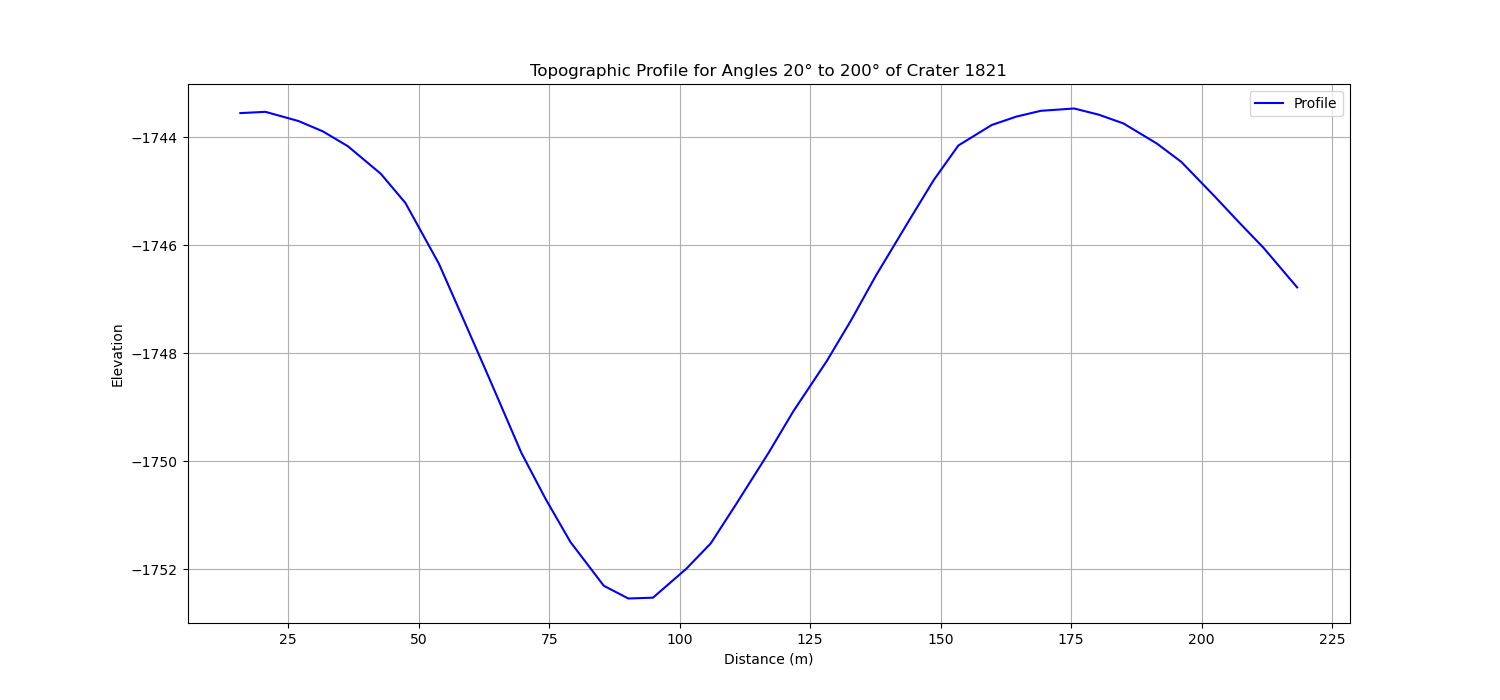 Topographic Profile for Angles 20° to 200° of Crater 1821
Profile
−1744
−1746
−1748
−1750
−1752
Elevation
25 50 75 100 125 150 175 200 225
Distance (m)